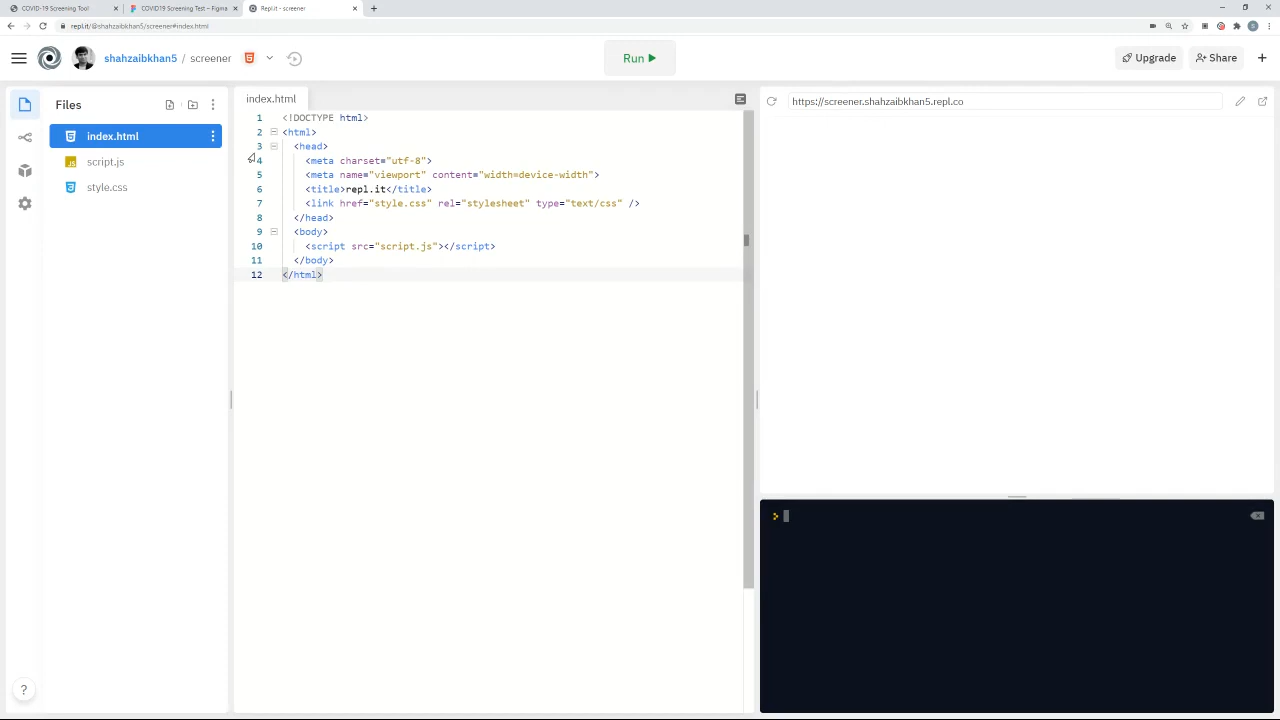 COVID-19 Screening Tool
COVID19 Screening Test – Figma
Repl.it - screener
repl.it/@shahzaibkhan5/screener#index.html
shahzaibkhan5 / screener
Run
Upgrade
Share
Files
index.html
script.js
style.css
index.html
1 <!DOCTYPE html>
2 <html>
3 <head>
4 <meta charset="utf-8">
5 <meta name="viewport" content="width=device-width">
6 <title>repl.it</title>
7 <link href="style.css" rel="stylesheet" type="text/css" />
8 </head>
9 <body>
10 <script src="script.js"></script>
11 </body>
12 </html>
https://screener.shahzaibkhan5.repl.co
?